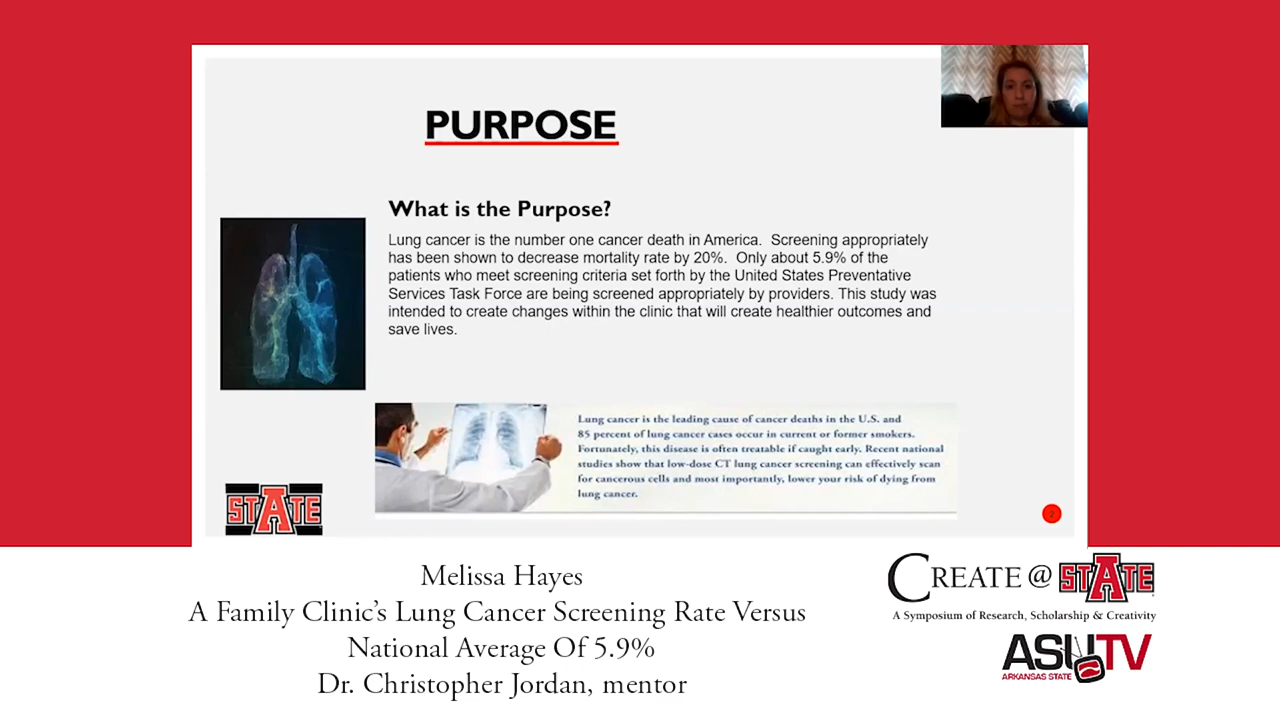 PURPOSE
What is the Purpose?
Lung cancer is the number one cancer death in America. Screening appropriately
has been shown to decrease mortality rate by 20%. Only about 5.9% of the
patients who meet screening criteria set forth by the United States Preventative
Services Task Force are being screened appropriately by providers. This study was
intended to create changes within the clinic that will create healthier outcomes and
save lives.
Lung cancer is the leading cause of cancer deaths in the U.S. and
85 percent of lung cancer cases occur in current or former smokers.
Fortunately, this disease is often treatable if caught early. Recent national
studies show that low-dose CT lung cancer screening can effectively scan
for cancerous cells and most importantly, lower your risk of dying from
lung cancer.
STATE
2
Melissa Hayes
A Family Clinic's Lung Cancer Screening Rate Versus
National Average Of 5.9%
Dr. Christopher Jordan, mentor
CREATE @ STATE
A Symposium of Research, Scholarship & Creativity
ASUTV
ARKANSAS STATE